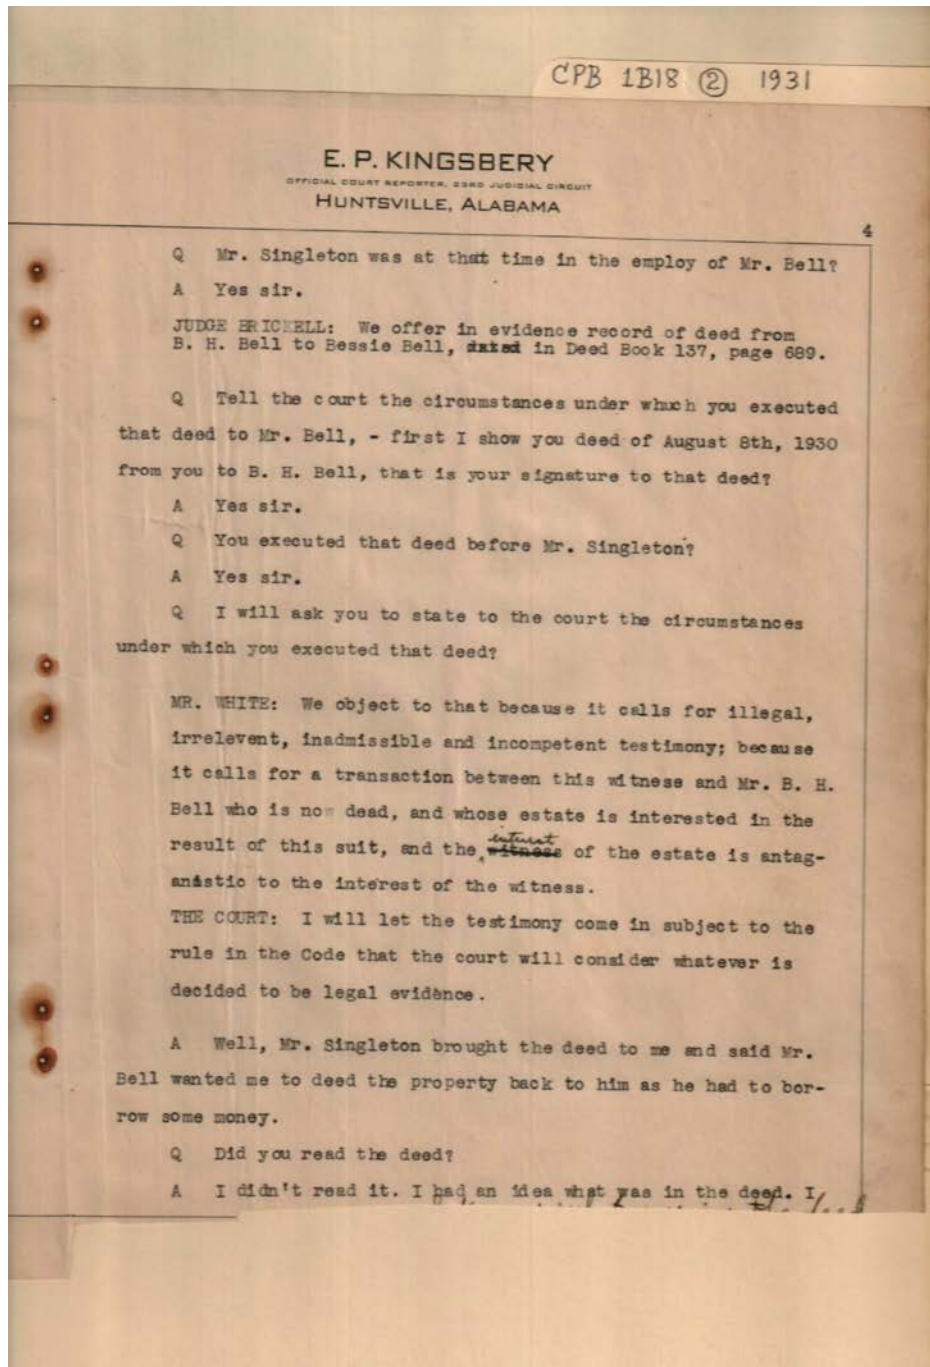 CPB 1B18 ② 1931
E. P. KINGSBERY
OFFICIAL COURT REPORTER, 23RD JUDICIAL CIRCUIT
HUNTSVILLE, ALABAMA
4
Q Mr. Singleton was at that time in the employ of Mr. Bell?
A Yes sir.
JUDGE BRICKELL: We offer in evidence record of deed from
B. H. Bell to Bessie Bell, dated in Deed Book 137, page 689.
Q Tell the court the circumstances under whuch you executed
that deed to Mr. Bell, - first I show you deed of August 8th, 1930
from you to B. H. Bell, that is your signature to that deed?
A Yes sir.
Q You executed that deed before Mr. Singleton?
A Yes sir.
Q I will ask you to state to the court the circumstances
under which you executed that deed?
MR. WHITE: We object to that because it calls for illegal,
irrelevent, inadmissible and incompetent testimony; because
it calls for a transaction between this witness and Mr. B. H.
Bell who is now dead, and whose estate is interested in the
interest
result of this suit, and the witness of the estate is antag-
anistic to the interest of the witness.
THE COURT: I will let the testimony come in subject to the
rule in the Code that the court will consider whatever is
decided to be legal evidence.
A Well, Mr. Singleton brought the deed to me and said Mr.
Bell wanted me to deed the property back to him as he had to bor-
row some money.
Q Did you read the deed?
A I didn't read it. I had an idea what was in the deed. I